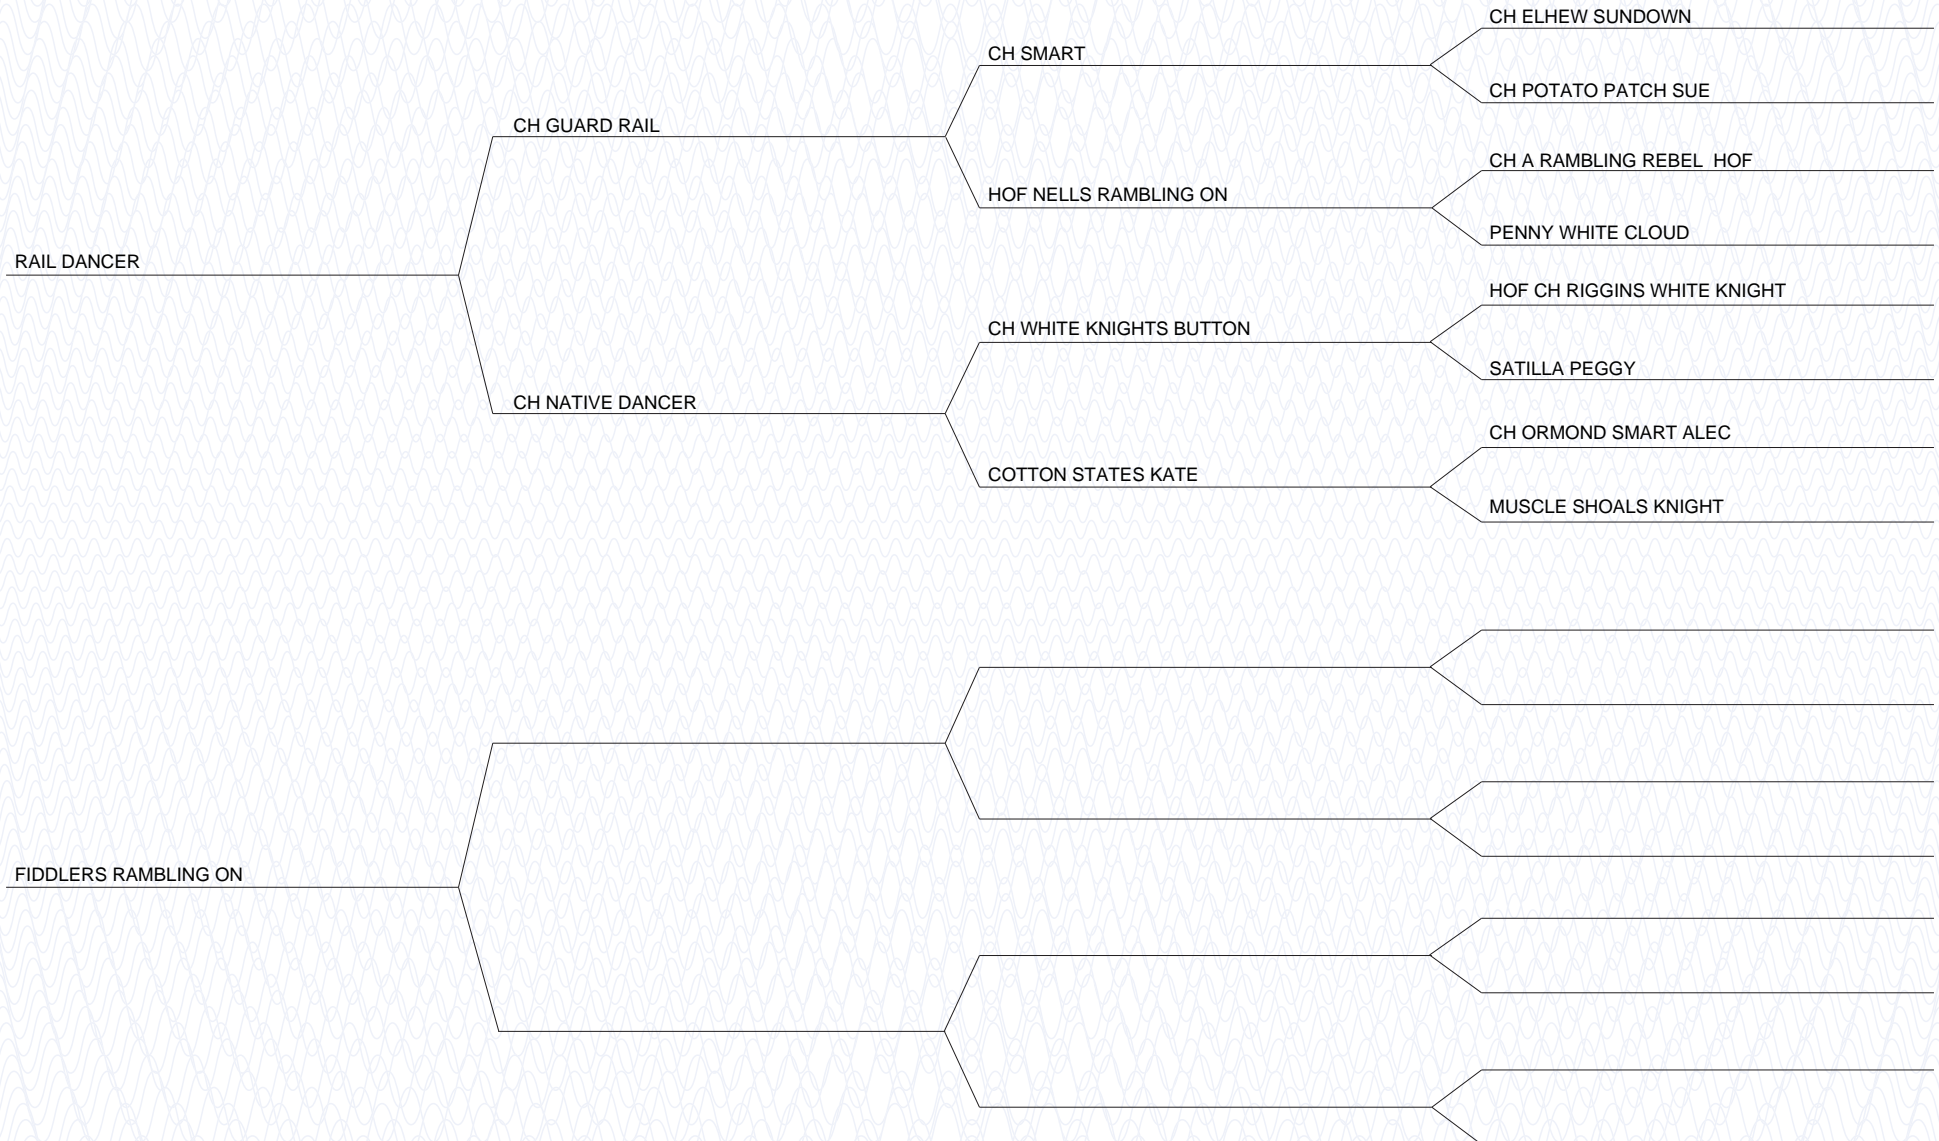 CH ELHEW SUNDOWN
CH SMART
CH POTATO PATCH SUE
CH GUARD RAIL
CH A RAMBLING REBEL  HOF
HOF NELLS RAMBLING ON
PENNY WHITE CLOUD
RAIL DANCER
HOF CH RIGGINS WHITE KNIGHT
CH WHITE KNIGHTS BUTTON
SATILLA PEGGY
CH NATIVE DANCER
CH ORMOND SMART ALEC
COTTON STATES KATE
MUSCLE SHOALS KNIGHT
FIDDLERS RAMBLING ON